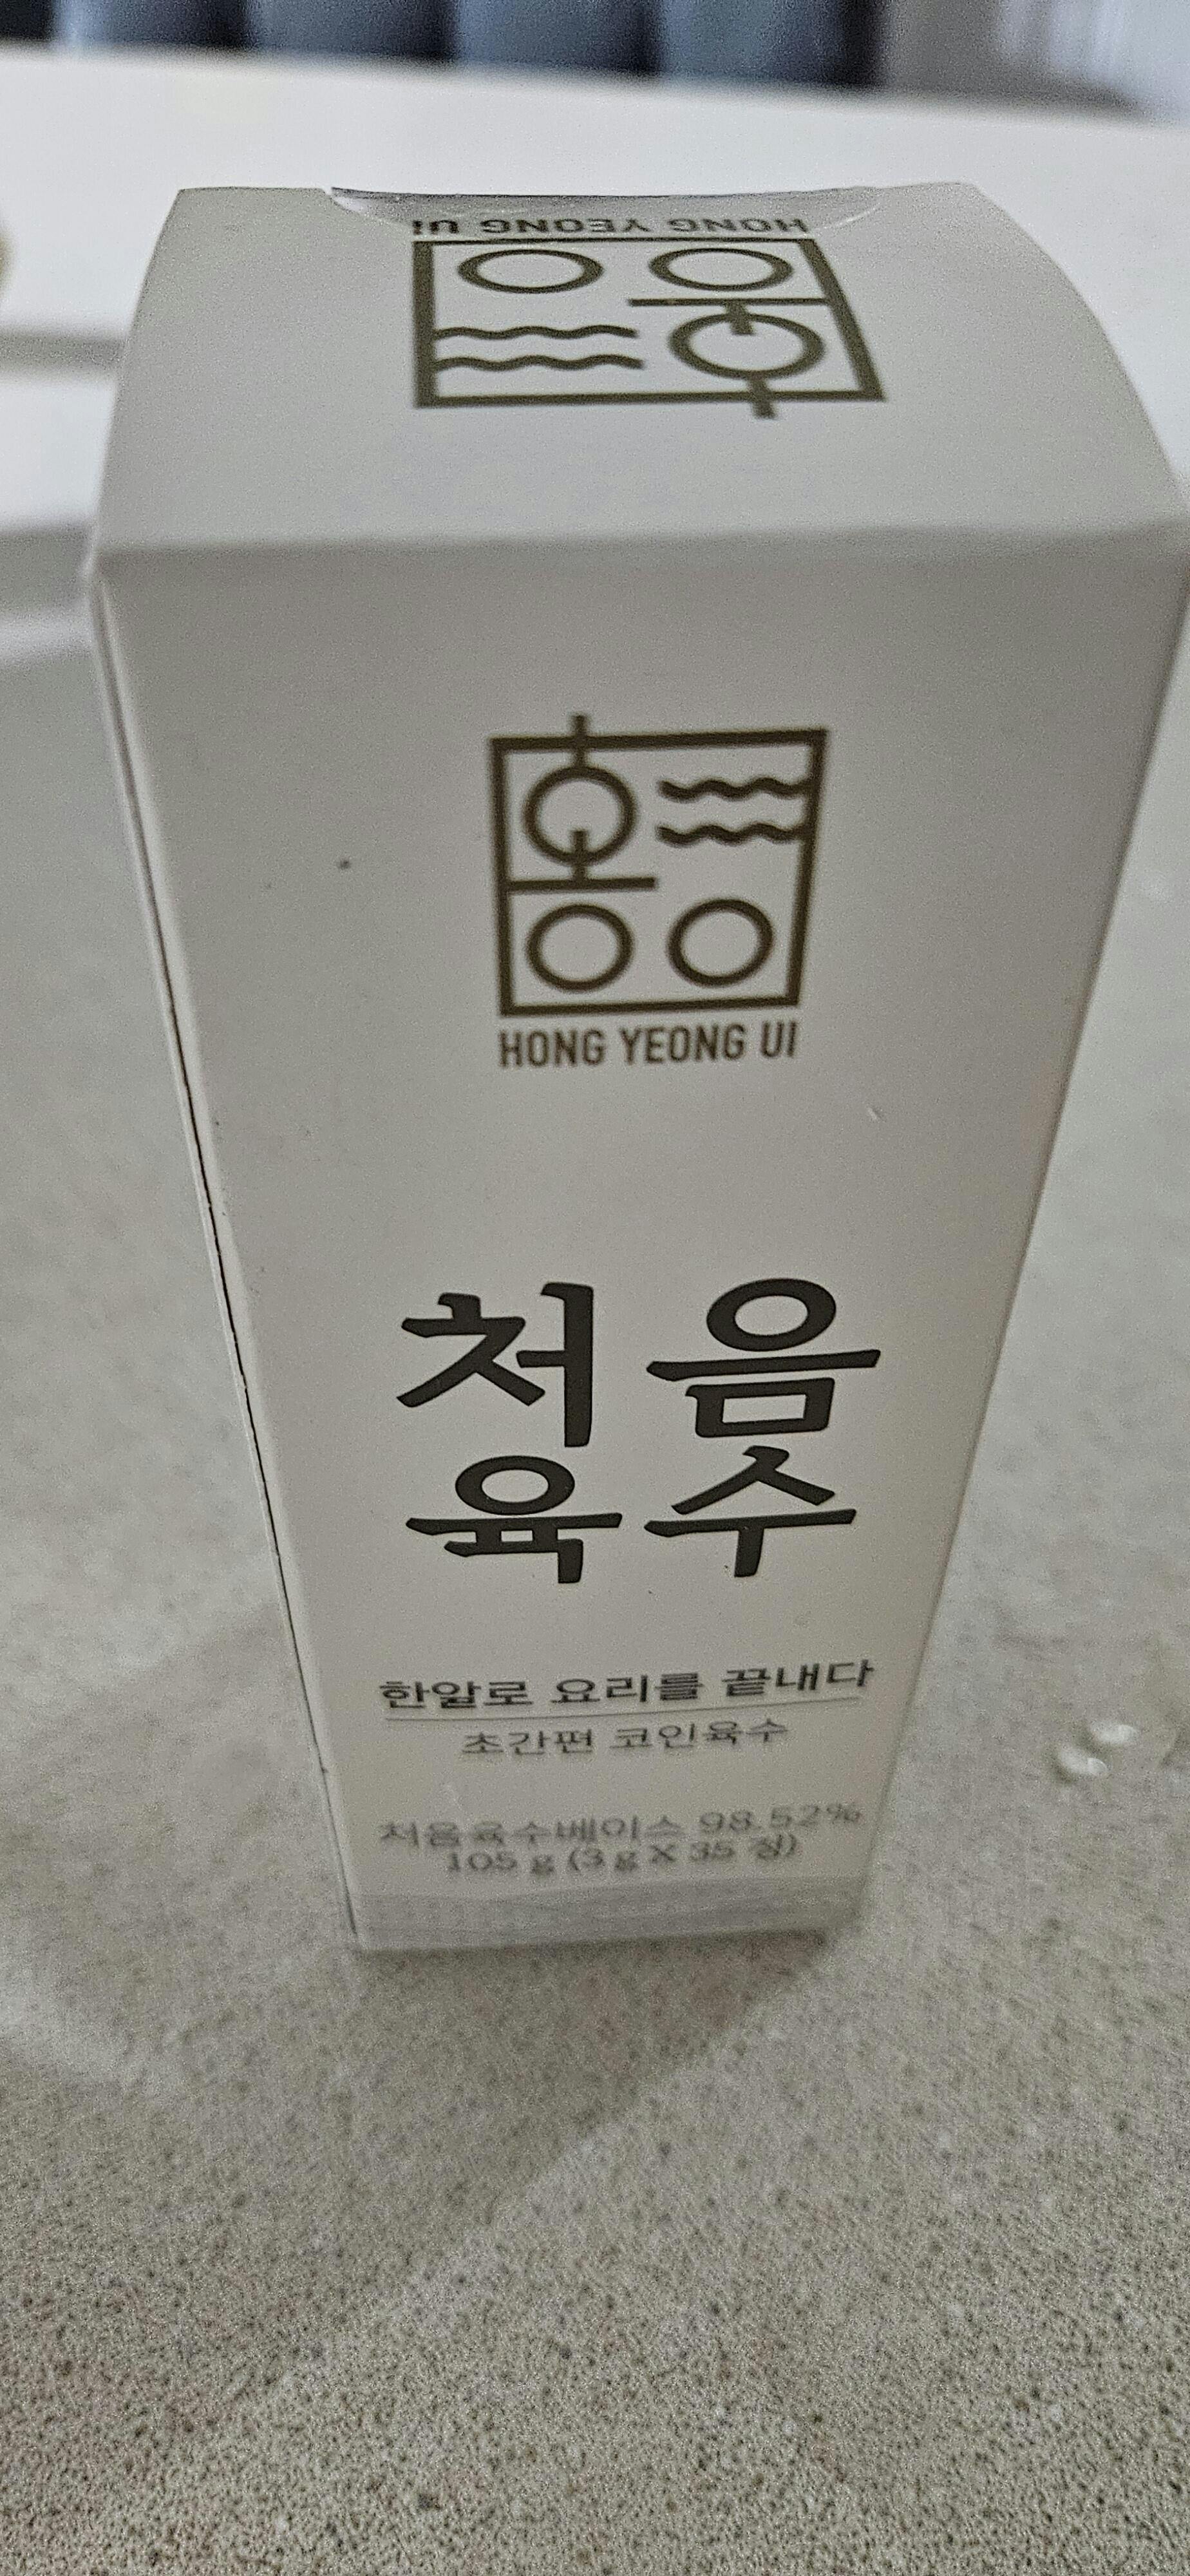 HONG YEONG UI
HONG YEONG UI
처음
육수
한알로 요리를 끝내다
초간편 코인육수
처음육수베이스 98.52%
105 g (3 g X 35 정)